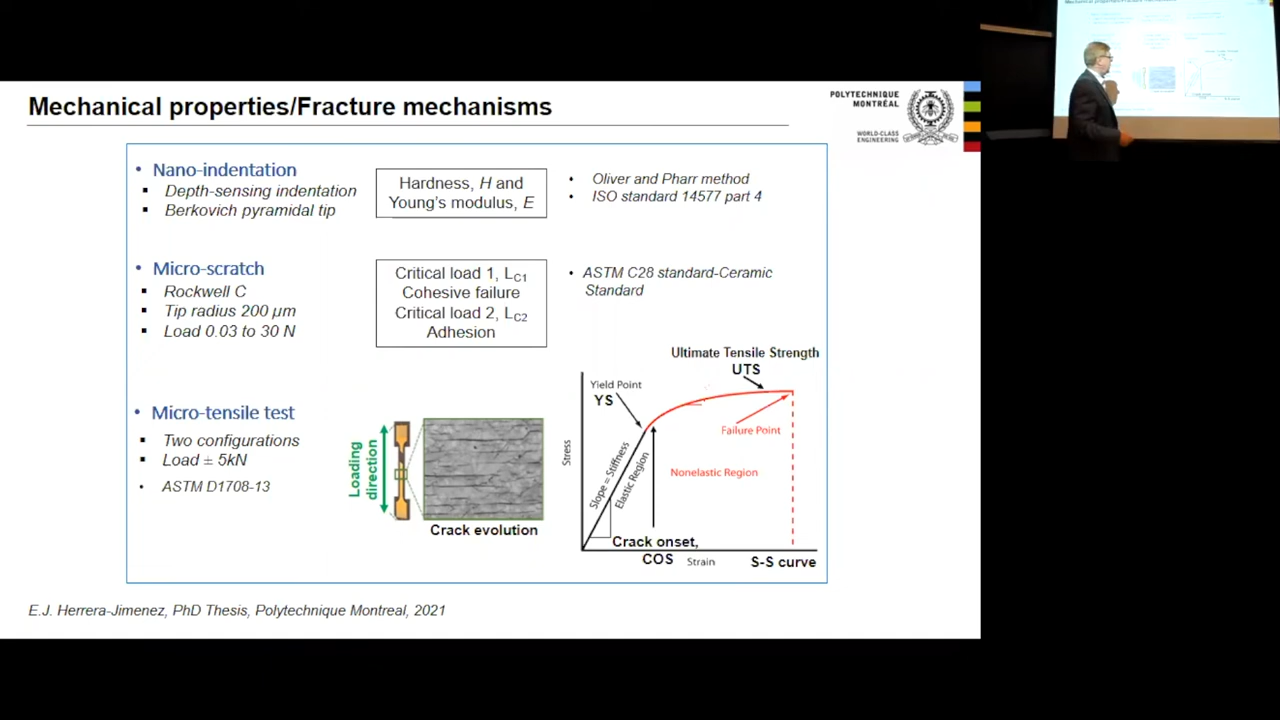 Mechanical properties/Fracture mechanisms
POLYTECHNIQUE
MONTRÉAL
WORLD-CLASS
ENGINEERING
• Nano-indentation
▪ Depth-sensing indentation
▪ Berkovich pyramidal tip
Hardness, H and
Young's modulus, E
• Oliver and Pharr method
• ISO standard 14577 part 4
• Micro-scratch
▪ Rockwell C
▪ Tip radius 200 µm
▪ Load 0.03 to 30 N
Critical load 1, LC1
Cohesive failure
Critical load 2, LC2
Adhesion
• ASTM C28 standard-Ceramic
Standard
• Micro-tensile test
▪ Two configurations
▪ Load ± 5kN
• ASTM D1708-13
Loading
direction
Crack evolution
Ultimate Tensile Strength
UTS
Yield Point
YS
Failure Point
Stress
Slope = Stiffness
Elastic Region
Nonelastic Region
Crack onset,
COS
Strain
S-S curve
E.J. Herrera-Jimenez, PhD Thesis, Polytechnique Montreal, 2021
Mechanical properties/Fracture mechanisms